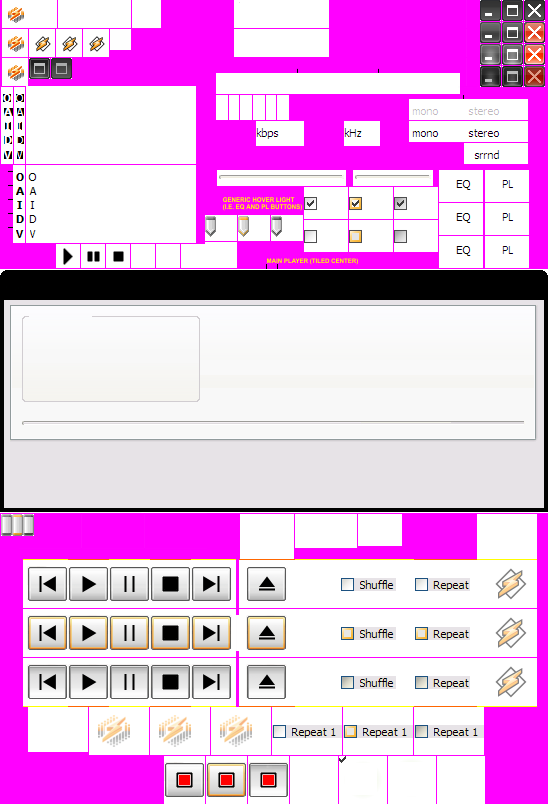 O O
A A
I I
D D
V V
kbps kHz
mono stereo
mono stereo
srrnd
O O
A A
I I
D D
V V
GENERIC HOVER LIGHT
(I.E. EQ AND PL BUTTONS)
EQ PL
EQ PL
EQ PL
MAIN PLAYER (TILED CENTER)
Shuffle Repeat
Shuffle Repeat
Shuffle Repeat
Repeat 1 Repeat 1 Repeat 1